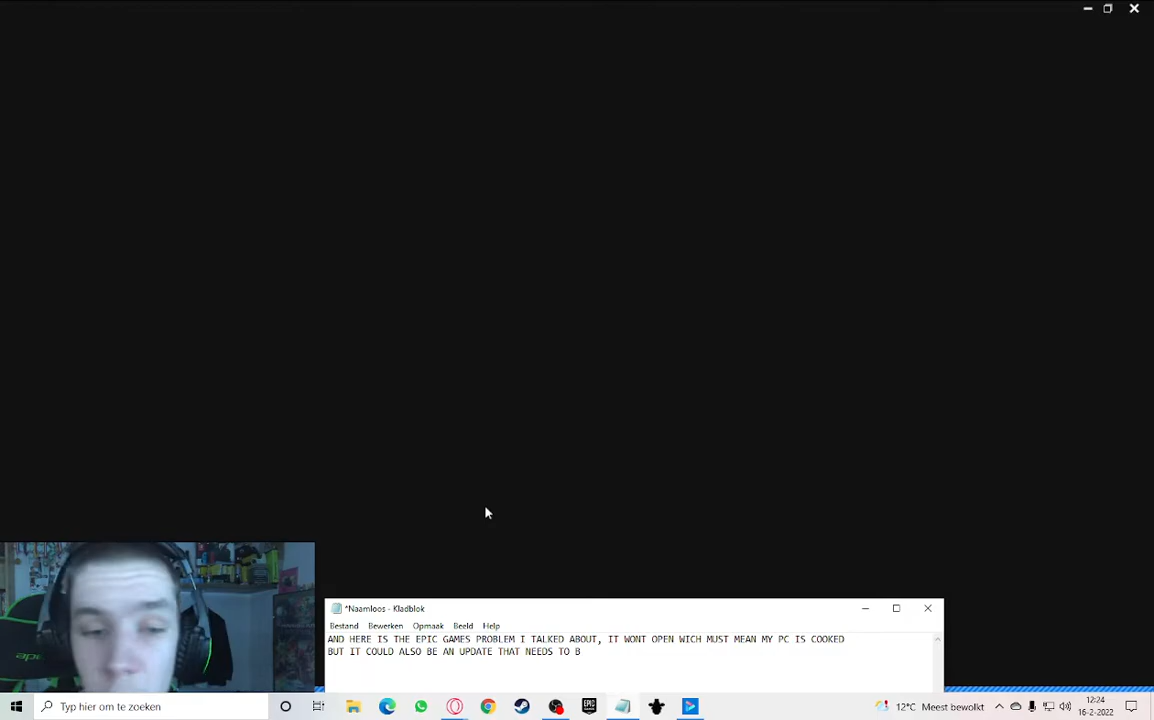 *Naamloos - Kladblok
Bestand Bewerken Opmaak Beeld Help
AND HERE IS THE EPIC GAMES PROBLEM I TALKED ABOUT, IT WONT OPEN WICH MUST MEAN MY PC IS COOKED
BUT IT COULD ALSO BE AN UPDATE THAT NEEDS TO B
Typ hier om te zoeken
EPIC
12°C Meest bewolkt
12:24
16-2-2022